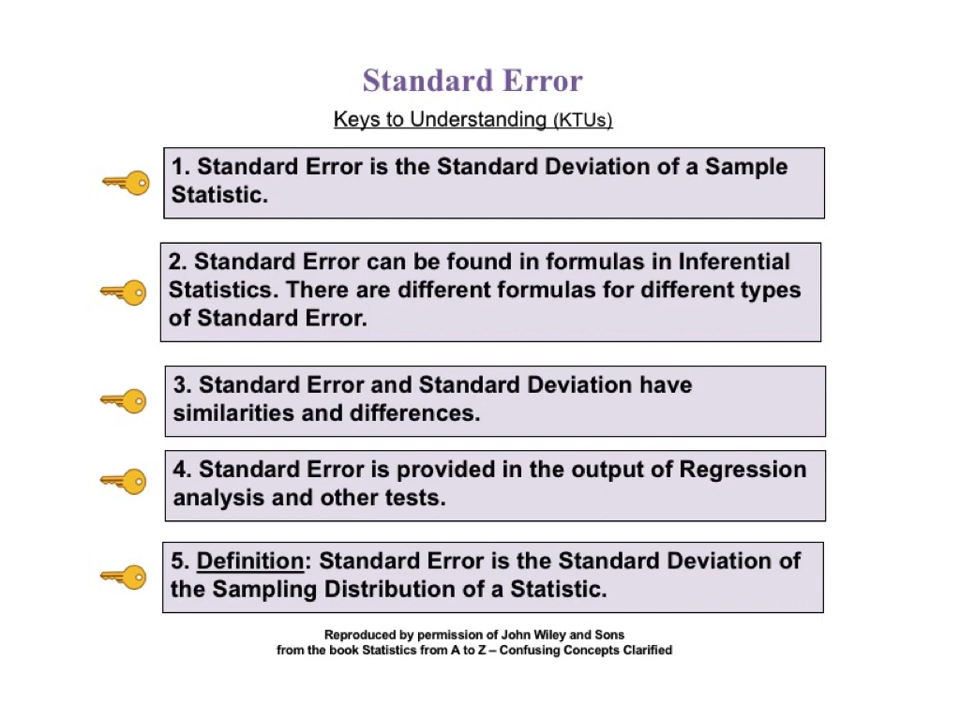 Standard Error
Keys to Understanding (KTUs)
1. Standard Error is the Standard Deviation of a Sample
Statistic.
2. Standard Error can be found in formulas in Inferential
Statistics. There are different formulas for different types
of Standard Error.
3. Standard Error and Standard Deviation have
similarities and differences.
4. Standard Error is provided in the output of Regression
analysis and other tests.
5. Definition: Standard Error is the Standard Deviation of
the Sampling Distribution of a Statistic.
Reproduced by permission of John Wiley and Sons
from the book Statistics from A to Z – Confusing Concepts Clarified